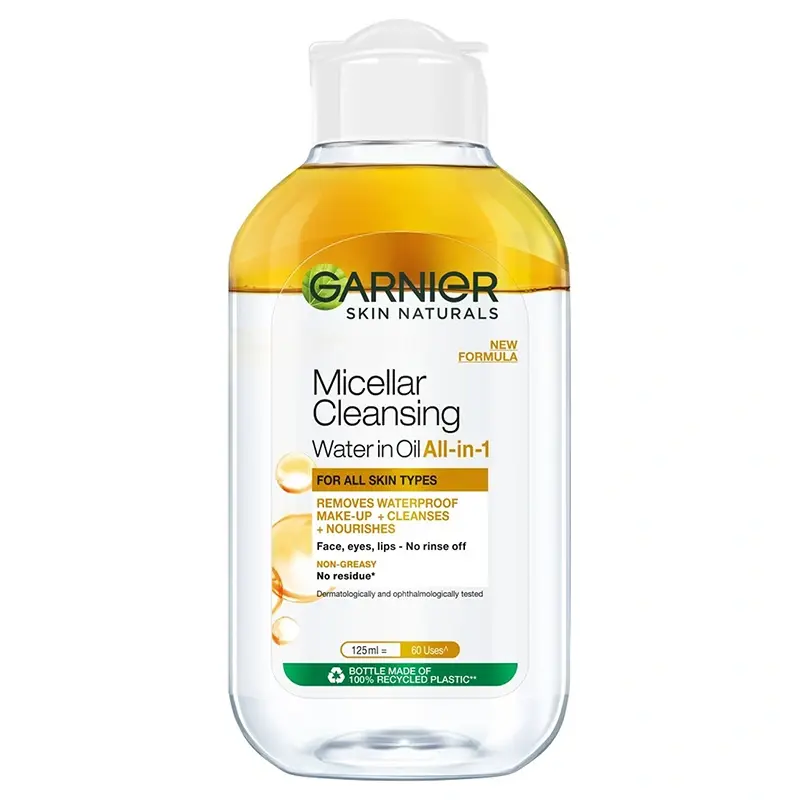 GARNIER
SKIN NATURALS
NEW
FORMULA
Micellar
Cleansing
Water in Oil All-in-1
FOR ALL SKIN TYPES
REMOVES WATERPROOF
MAKE-UP + CLEANSES
+ NOURISHES
Face, eyes, lips - No rinse off
NON-GREASY
No residue*
Dermatologically and ophthalmologically tested
125ml = 60 Uses^
BOTTLE MADE OF
100% RECYCLED PLASTIC**